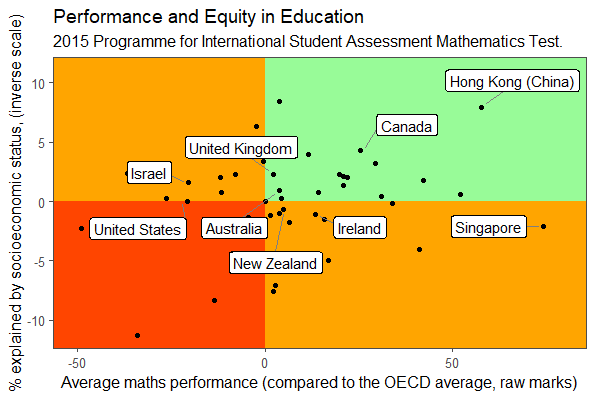 Performance and Equity in Education
2015 Programme for International Student Assessment Mathematics Test.
% explained by socioeconomic status, (inverse scale)
10
5
0
-5
-10
Hong Kong (China)
Canada
United Kingdom
Israel
United States
Australia
Ireland
Singapore
New Zealand
-50
0
50
Average maths performance (compared to the OECD average, raw marks)